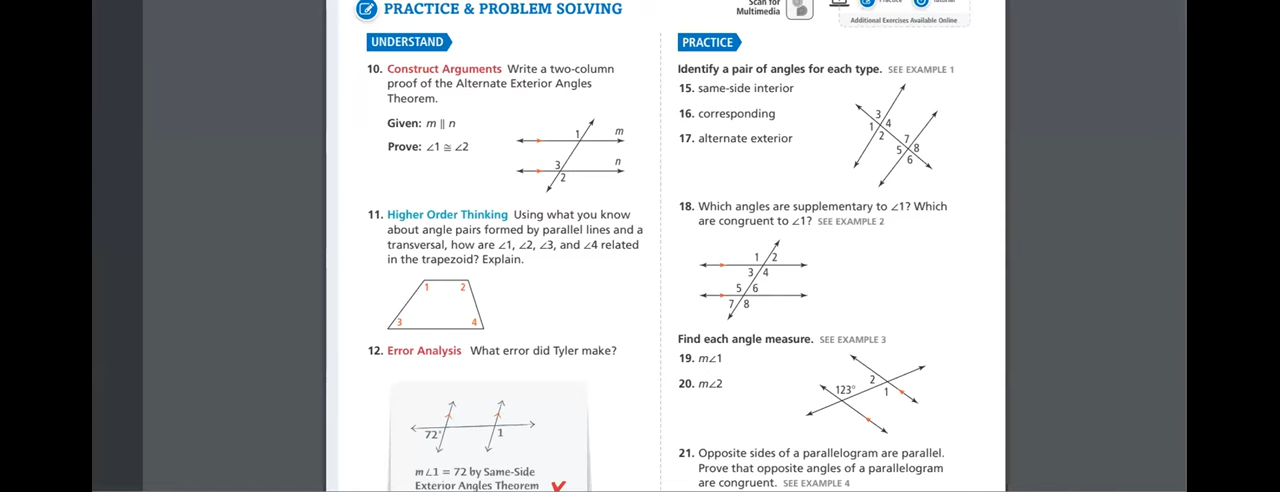 PRACTICE & PROBLEM SOLVING
Scan for
Multimedia
Practice
Tutorial
Additional Exercises Available Online
UNDERSTAND
10. Construct Arguments Write a two-column
proof of the Alternate Exterior Angles
Theorem.
Given: m ∥ n
Prove: ∠1 ≅ ∠2
1
m
3
n
2
11. Higher Order Thinking Using what you know
about angle pairs formed by parallel lines and a
transversal, how are ∠1, ∠2, ∠3, and ∠4 related
in the trapezoid? Explain.
1 2
3 4
12. Error Analysis What error did Tyler make?
72°
1
m∠1 = 72 by Same-Side
Exterior Angles Theorem
PRACTICE
Identify a pair of angles for each type. SEE EXAMPLE 1
15. same-side interior
16. corresponding
17. alternate exterior
3
1 4
2 7
5 8
6
18. Which angles are supplementary to ∠1? Which
are congruent to ∠1? SEE EXAMPLE 2
1 2
3 4
5 6
7 8
Find each angle measure. SEE EXAMPLE 3
19. m∠1
20. m∠2
123°
2
1
21. Opposite sides of a parallelogram are parallel.
Prove that opposite angles of a parallelogram
are congruent. SEE EXAMPLE 4